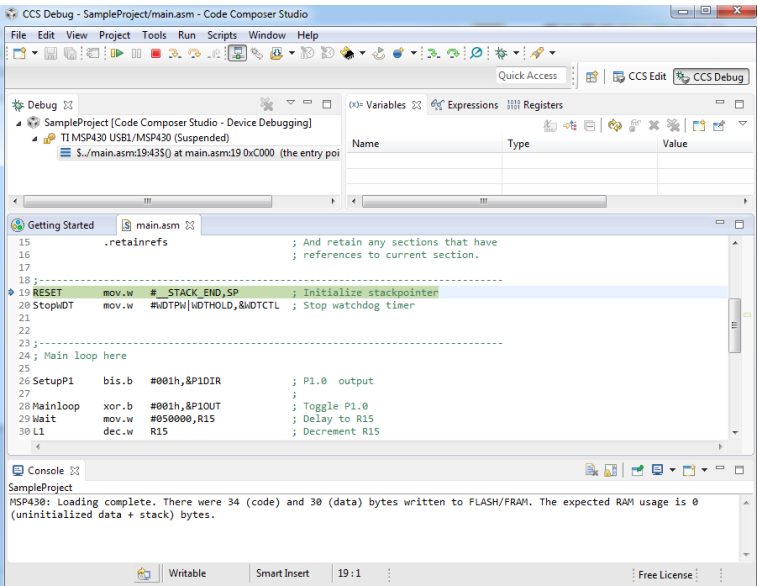 CCS Debug - SampleProject/main.asm - Code Composer Studio
File Edit View Project Tools Run Scripts Window Help
Quick Access CCS Edit CCS Debug
Debug
SampleProject [Code Composer Studio - Device Debugging]
TI MSP430 USB1/MSP430 (Suspended)
$../main.asm:19:43$() at main.asm:19 0xC000 (the entry poi
(x)= Variables Expressions 1010 Registers
Name Type Value
Getting Started main.asm
15 .retainrefs ; And retain any sections that have
16 ; references to current section.
17
18 ;-------------------------------------------------------------------------------
19 RESET mov.w #__STACK_END,SP ; Initialize stackpointer
20 StopWDT mov.w #WDTPW|WDTHOLD,&WDTCTL ; Stop watchdog timer
21
22
23 ;-------------------------------------------------------------------------------
24 ; Main loop here
25
26 SetupP1 bis.b #001h,&P1DIR ; P1.0 output
27 ;
28 Mainloop xor.b #001h,&P1OUT ; Toggle P1.0
29 Wait mov.w #050000,R15 ; Delay to R15
30 L1 dec.w R15 ; Decrement R15
Console
SampleProject
MSP430: Loading complete. There were 34 (code) and 30 (data) bytes written to FLASH/FRAM. The expected RAM usage is 0
(uninitialized data + stack) bytes.
Writable Smart Insert 19 : 1 Free License